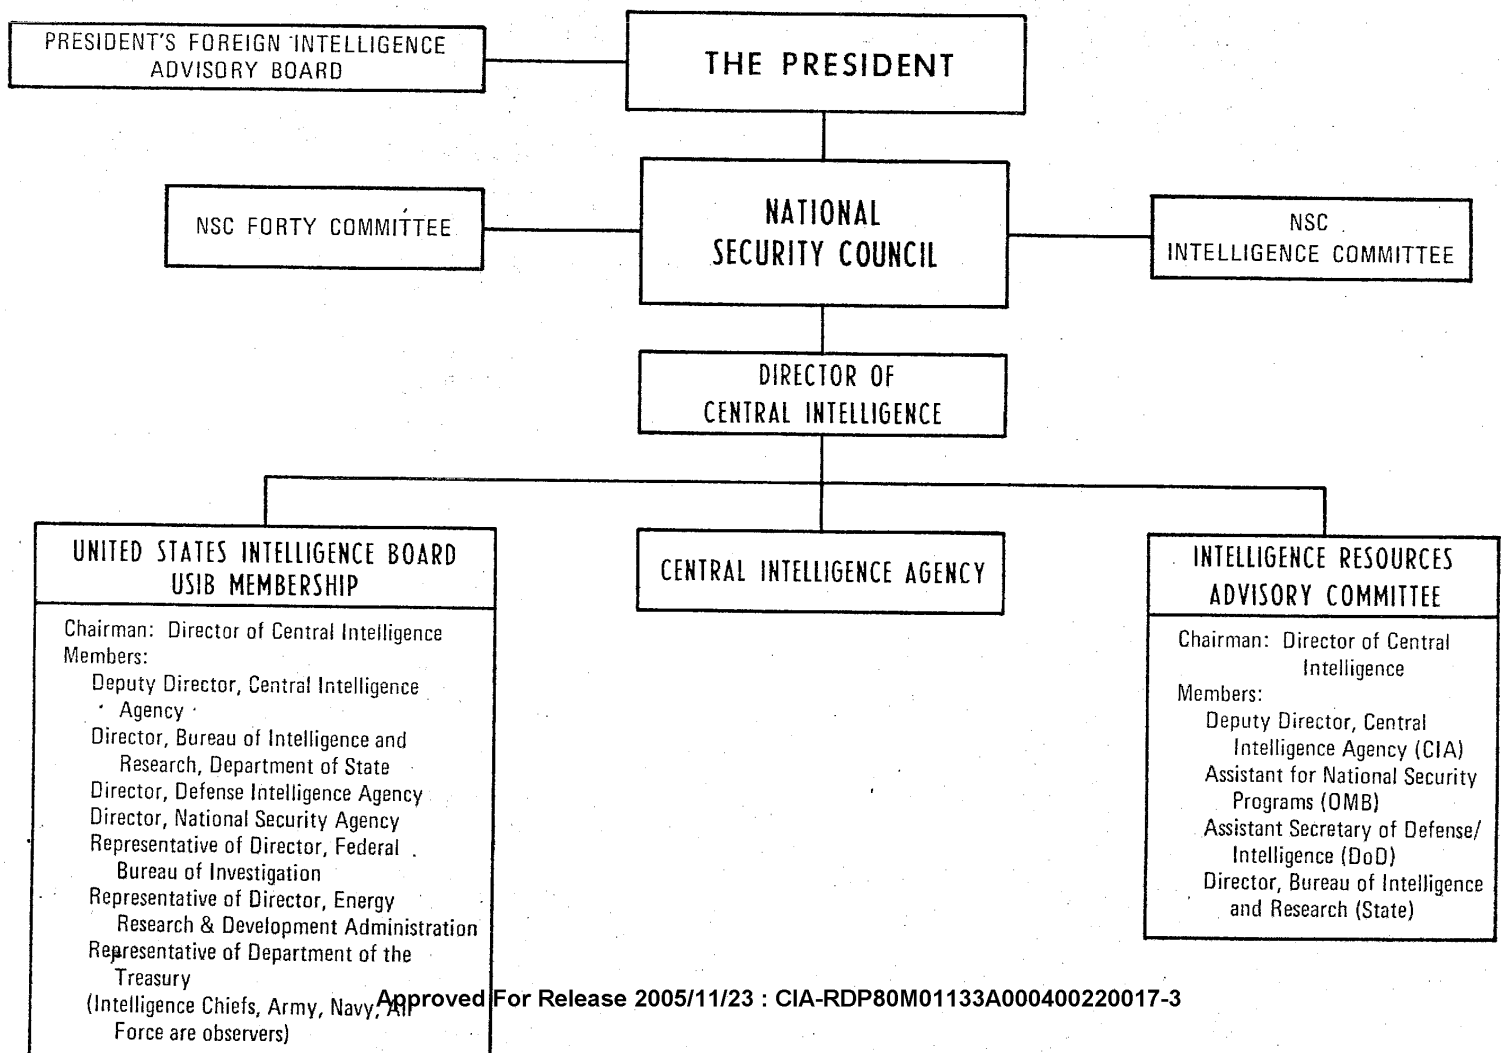 PRESIDENT'S FOREIGN INTELLIGENCE
ADVISORY BOARD
THE PRESIDENT
NSC FORTY COMMITTEE
NATIONAL
SECURITY COUNCIL
NSC
INTELLIGENCE COMMITTEE
DIRECTOR OF
CENTRAL INTELLIGENCE
UNITED STATES INTELLIGENCE BOARD
USIB MEMBERSHIP
Chairman: Director of Central Intelligence
Members:
Deputy Director, Central Intelligence
Agency
Director, Bureau of Intelligence and
Research, Department of State
Director, Defense Intelligence Agency
Director, National Security Agency
Representative of Director, Federal
Bureau of Investigation
Representative of Director, Energy
Research & Development Administration
Representative of Department of the
Treasury
(Intelligence Chiefs, Army, Navy, Air
Force are observers)
CENTRAL INTELLIGENCE AGENCY
INTELLIGENCE RESOURCES
ADVISORY COMMITTEE
Chairman: Director of Central
Intelligence
Members:
Deputy Director, Central
Intelligence Agency (CIA)
Assistant for National Security
Programs (OMB)
Assistant Secretary of Defense/
Intelligence (DoD)
Director, Bureau of Intelligence
and Research (State)
Approved For Release 2005/11/23 : CIA-RDP80M01133A000400220017-3